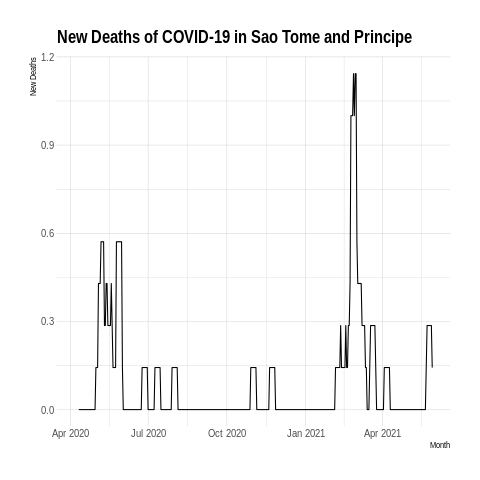 New Deaths of COVID-19 in Sao Tome and Principe
New Deaths
1.2
0.9
0.6
0.3
0.0
Apr 2020 Jul 2020 Oct 2020 Jan 2021 Apr 2021
Month